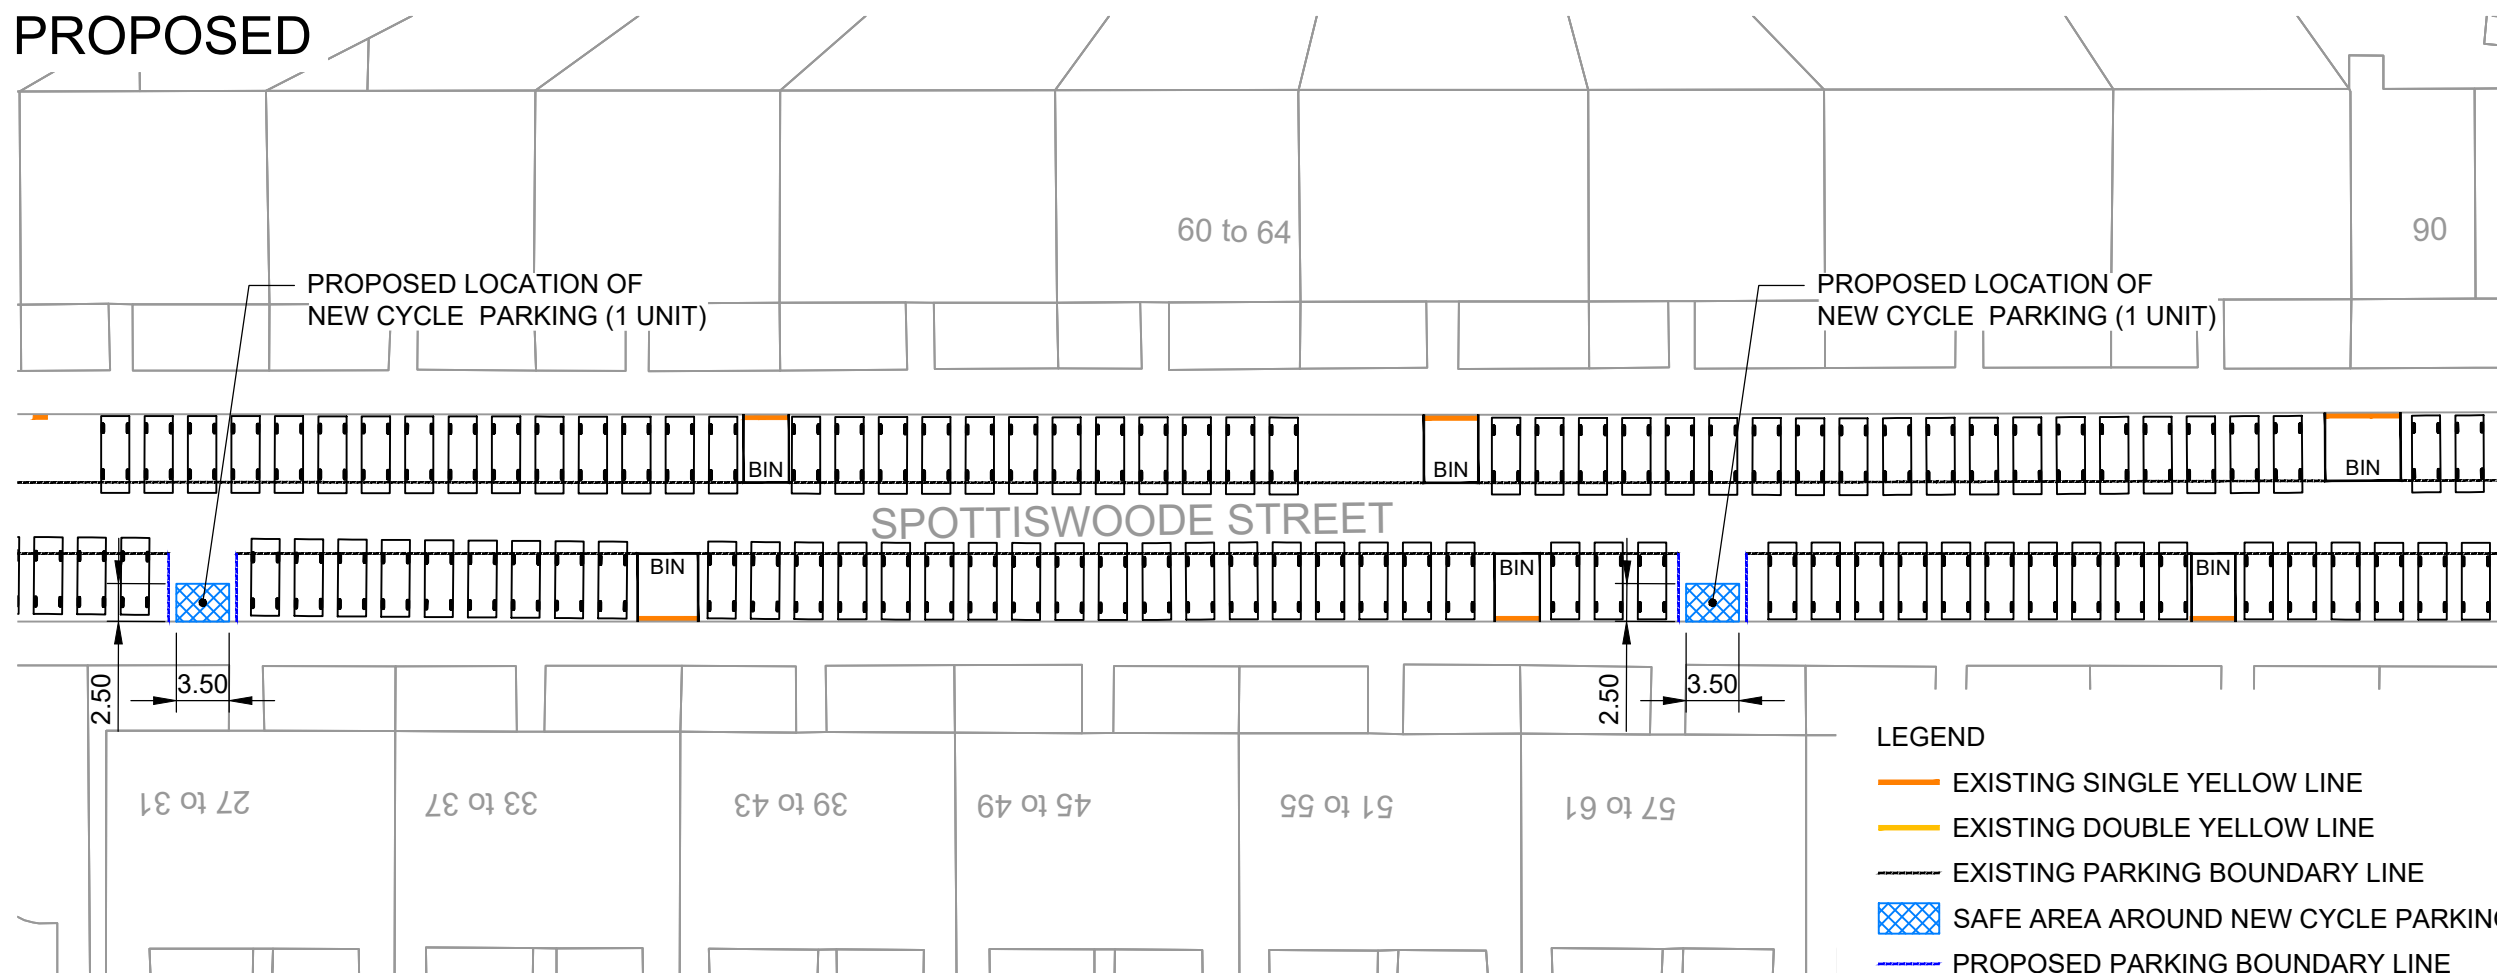 PROPOSED
60 to 64
90
PROPOSED LOCATION OF
NEW CYCLE PARKING (1 UNIT)
PROPOSED LOCATION OF
NEW CYCLE PARKING (1 UNIT)
BIN
BIN
BIN
SPOTTISWOODE STREET
BIN
BIN
BIN
2.50
3.50
2.50
3.50
27 to 31
33 to 37
39 to 43
45 to 49
51 to 55
57 to 61
LEGEND
EXISTING SINGLE YELLOW LINE
EXISTING DOUBLE YELLOW LINE
EXISTING PARKING BOUNDARY LINE
SAFE AREA AROUND NEW CYCLE PARKING
PROPOSED PARKING BOUNDARY LINE